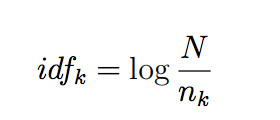 idf_k = log N/n_k